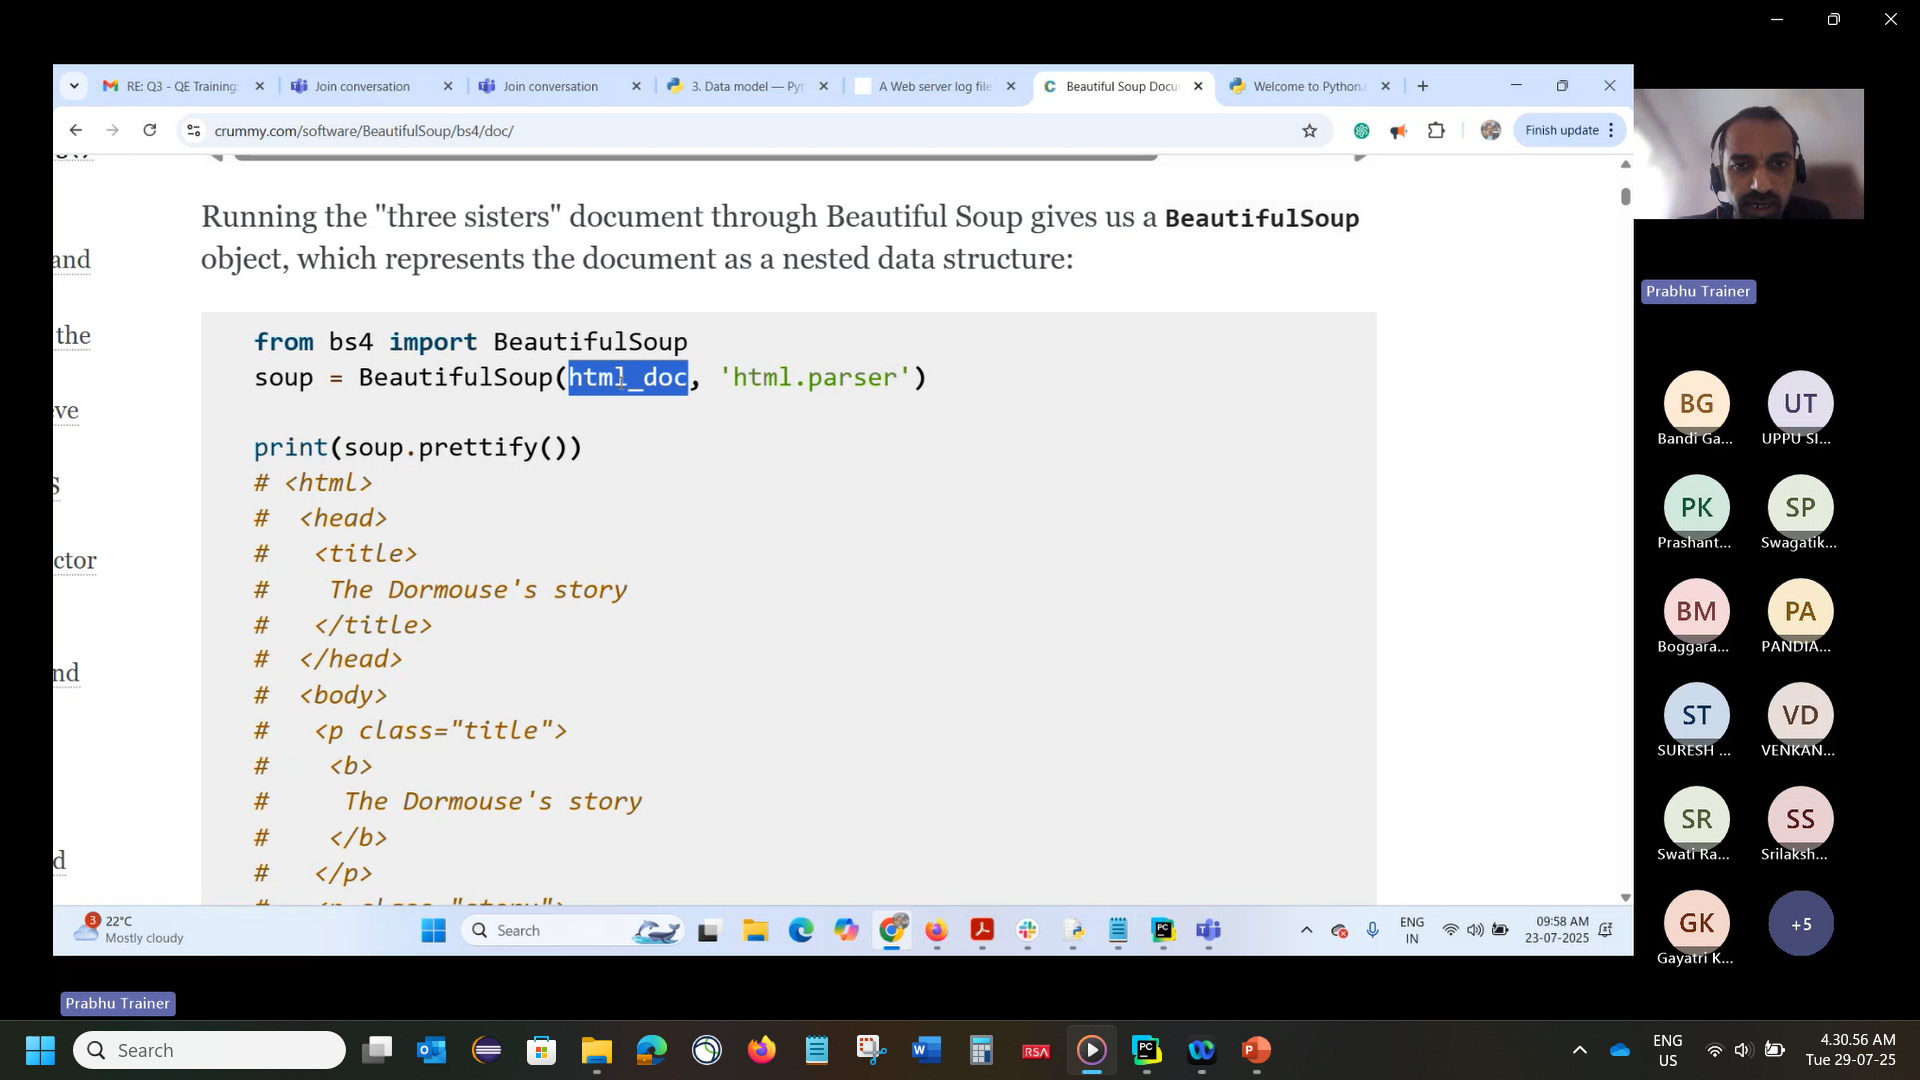 RE: Q3 - QE Training:
Join conversation
Join conversation
3. Data model — Pyt
A Web server log file
Beautiful Soup Docu
Welcome to Python.
crummy.com/software/BeautifulSoup/bs4/doc/
Finish update
and
the
eve
S
ctor
nd
d
Running the "three sisters" document through Beautiful Soup gives us a BeautifulSoup
object, which represents the document as a nested data structure:
from bs4 import BeautifulSoup
soup = BeautifulSoup(html_doc, 'html.parser')
print(soup.prettify())
# <html>
#  <head>
#   <title>
#    The Dormouse's story
#   </title>
#  </head>
#  <body>
#   <p class="title">
#    <b>
#     The Dormouse's story
#    </b>
#   </p>
#   <p class="story">
Prabhu Trainer
BG
Bandi Ga...
UT
UPPU SI...
PK
Prashant...
SP
Swagatik...
BM
Boggara...
PA
PANDIA...
ST
SURESH ...
VD
VENKAN...
SR
Swati Ra...
SS
Srilaksh...
GK
Gayatri K...
+5
3
22°C
Mostly cloudy
Search
PC
ENG
IN
09:58 AM
23-07-2025
Prabhu Trainer
Search
RSA
PC
ENG
US
4.30.56 AM
Tue 29-07-25